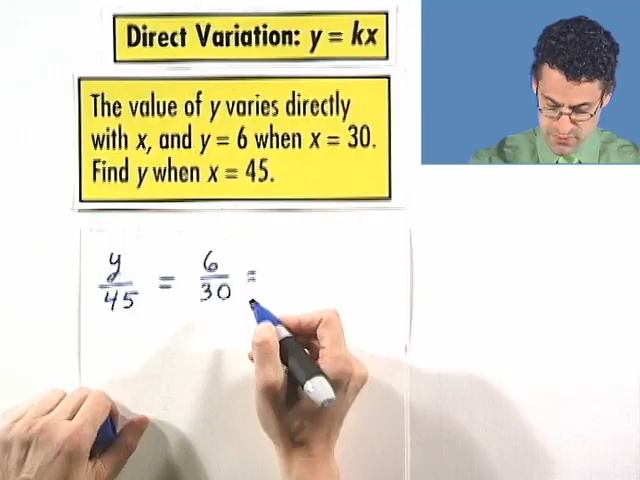 Direct Variation: y = kx
The value of y varies directly
with x, and y = 6 when x = 30.
Find y when x = 45.
y/45 = 6/30 =